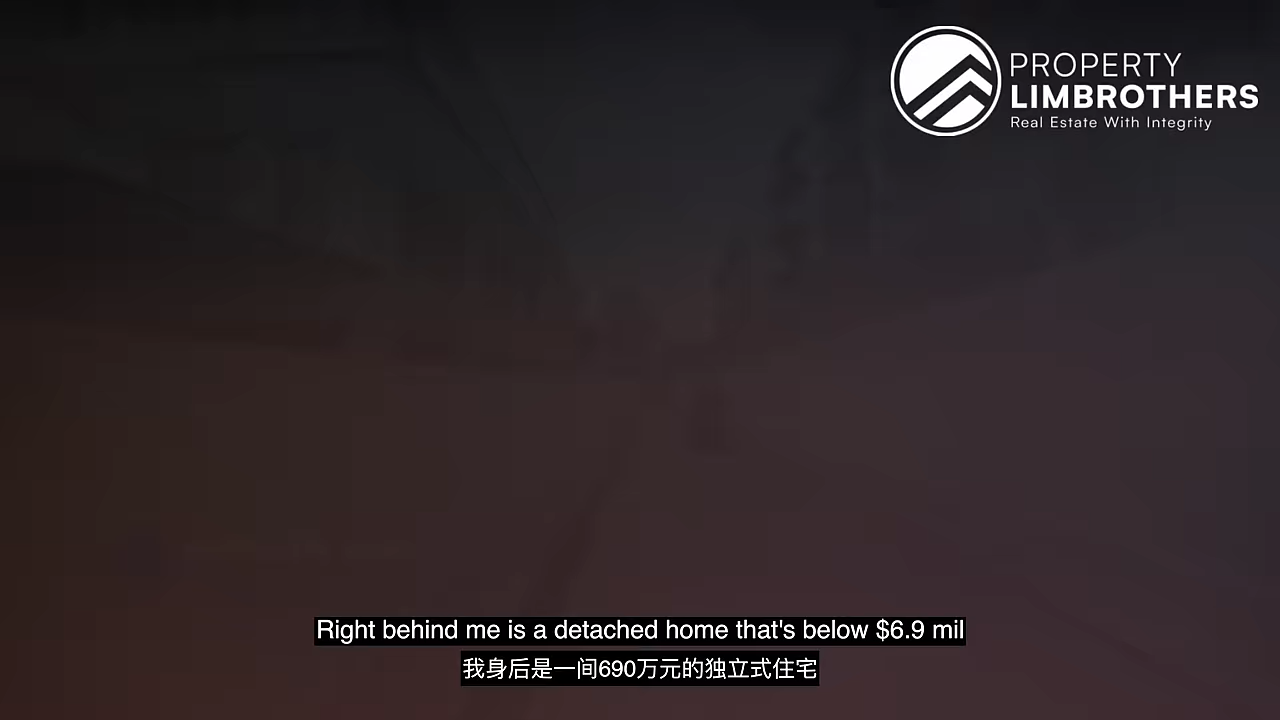 PROPERTY
LIMBROTHERS
Real Estate With Integrity
Right behind me is a detached home that's below $6.9 mil
我身后是一间690万元的独立式住宅